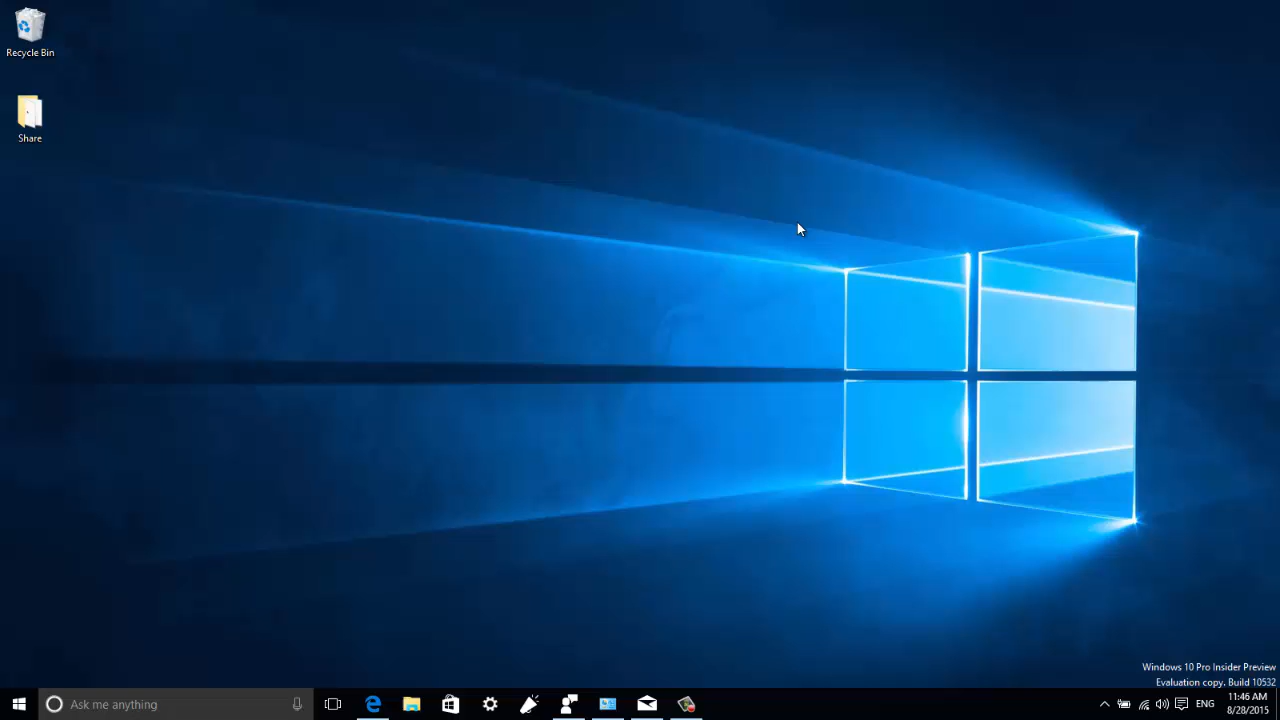 Recycle Bin
Share
Windows 10 Pro Insider Preview
Evaluation copy. Build 10532
Ask me anything
ENG
11:46 AM
8/28/2015